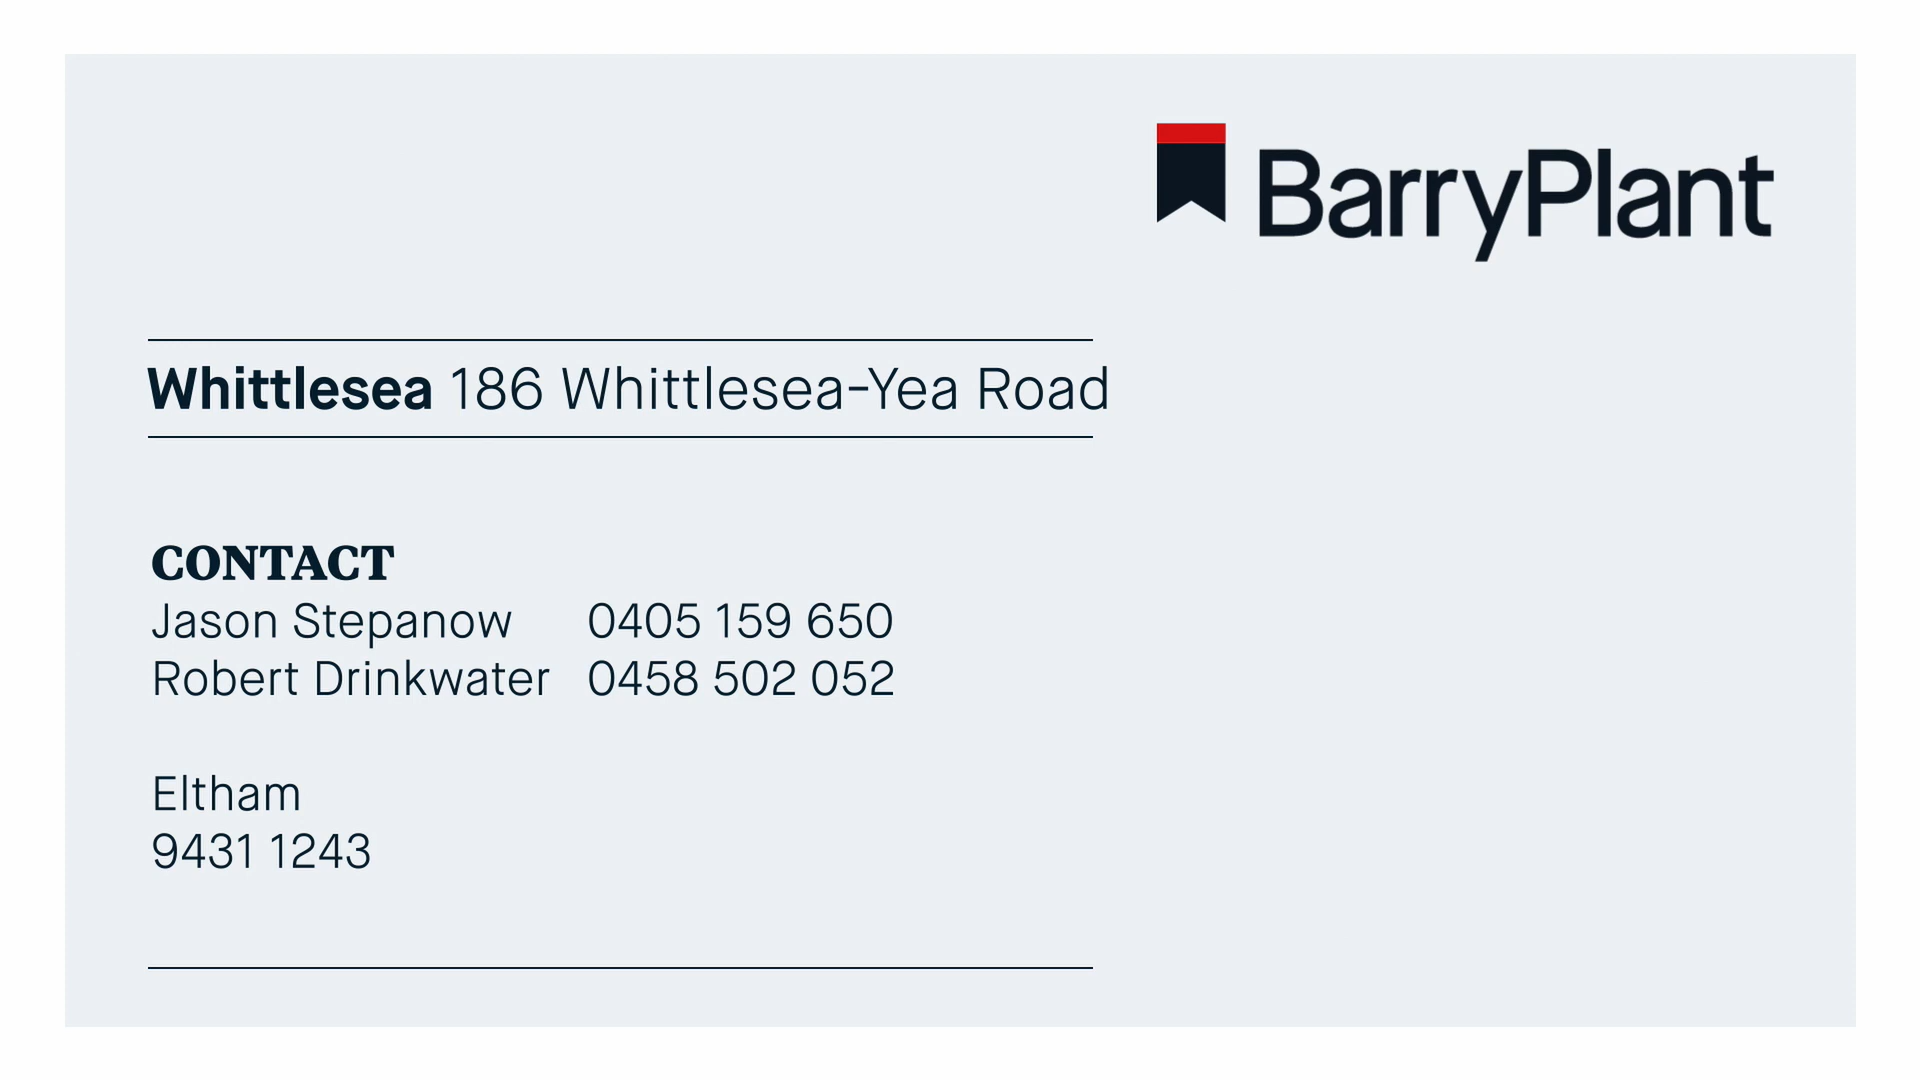 BarryPlant
Whittlesea 186 Whittlesea-Yea Road
CONTACT
Jason Stepanow 0405 159 650
Robert Drinkwater 0458 502 052
Eltham
9431 1243